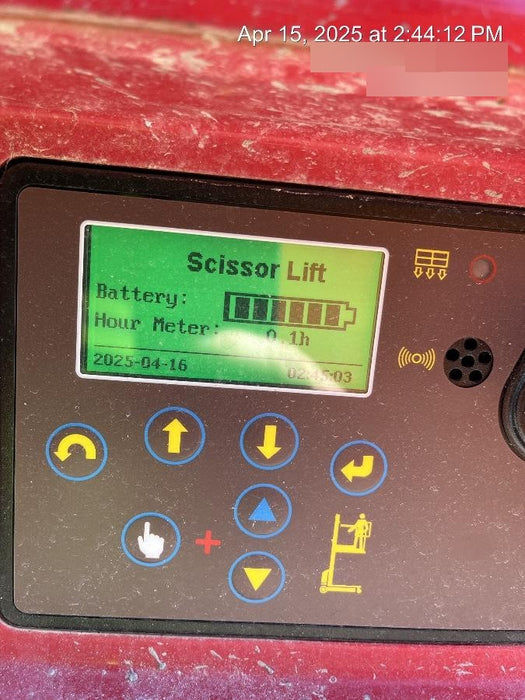 Apr 15, 2025 at 2:44:12 PM
Scissor Lift
Battery:
Hour Meter: 0.1h
2025-04-16 02:45:03